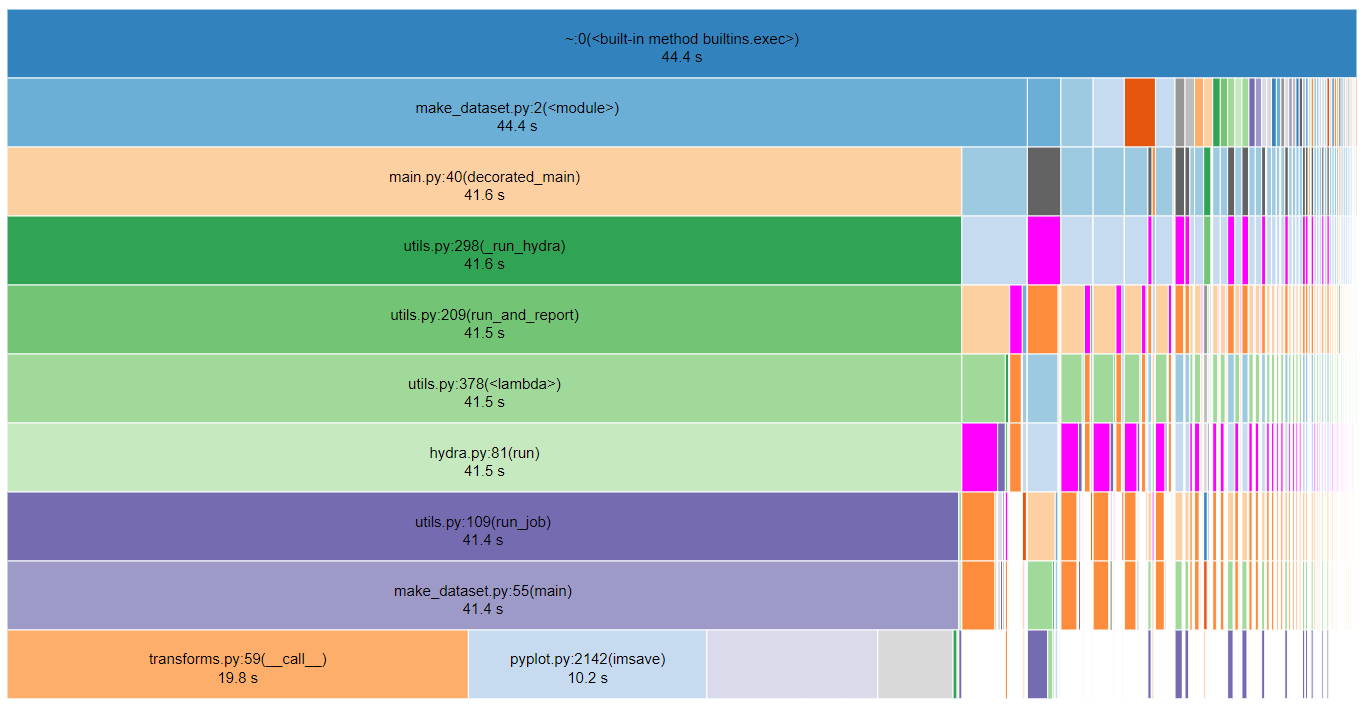 ~:0(<built-in method builtins.exec>)
44.4 s
make_dataset.py:2(<module>)
44.4 s
main.py:40(decorated_main)
41.6 s
utils.py:298(_run_hydra)
41.6 s
utils.py:209(run_and_report)
41.5 s
utils.py:378(<lambda>)
41.5 s
hydra.py:81(run)
41.5 s
utils.py:109(run_job)
41.4 s
make_dataset.py:55(main)
41.4 s
transforms.py:59(__call__)
19.8 s
pyplot.py:2142(imsave)
10.2 s